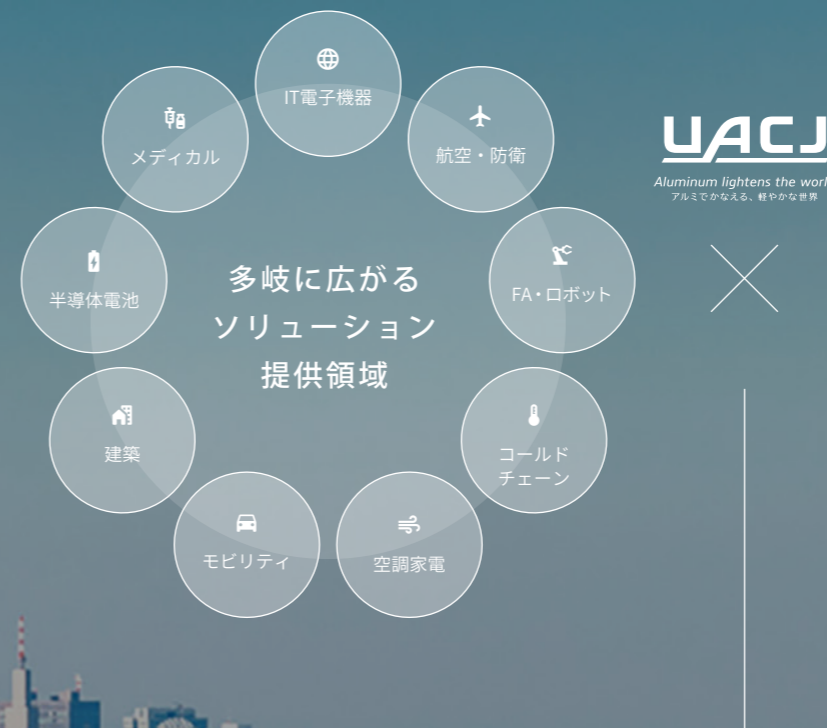 IT電子機器
メディカル
航空・防衛
半導体電池
FA・ロボット
多岐に広がる
ソリューション
提供領域
建築
コールド
チェーン
モビリティ
空調家電
UACJ
Aluminum lightens the worl
アルミでかなえる、軽やかな世界